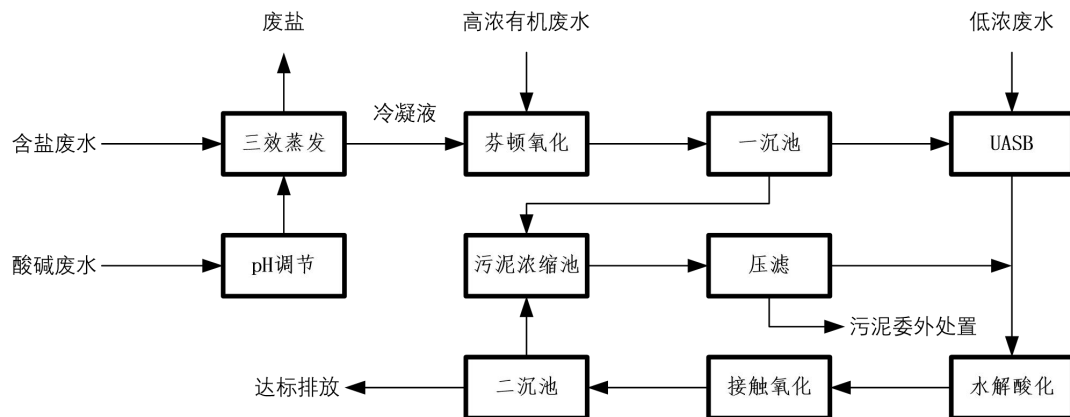 废盐
高浓有机废水
低浓废水
含盐废水
三效蒸发
冷凝液
芬顿氧化
一沉池
UASB
酸碱废水
pH调节
污泥浓缩池
压滤
污泥委外处置
达标排放
二沉池
接触氧化
水解酸化